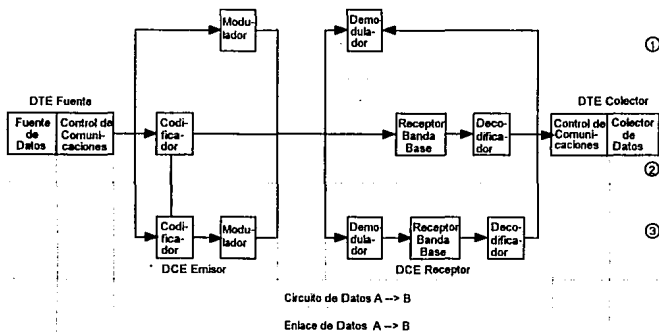 Modu-
lador
Demo-
dulador
①
DTE Fuente
DTE Colector
Fuente
de
Datos
Control de
Comuni-
caciones
Codi-
fica-
dor
Receptor
Banda
Base
Deco-
dificador
Control de
Comuni-
caciones
Colector
de
Datos
②
Codi-
fica-
dor
Modu-
lador
Demo-
dulador
Receptor
Banda
Base
Deco-
dificador
③
DCE Emisor
DCE Receptor
Circuito de Datos A --> B
Enlace de Datos A --> B